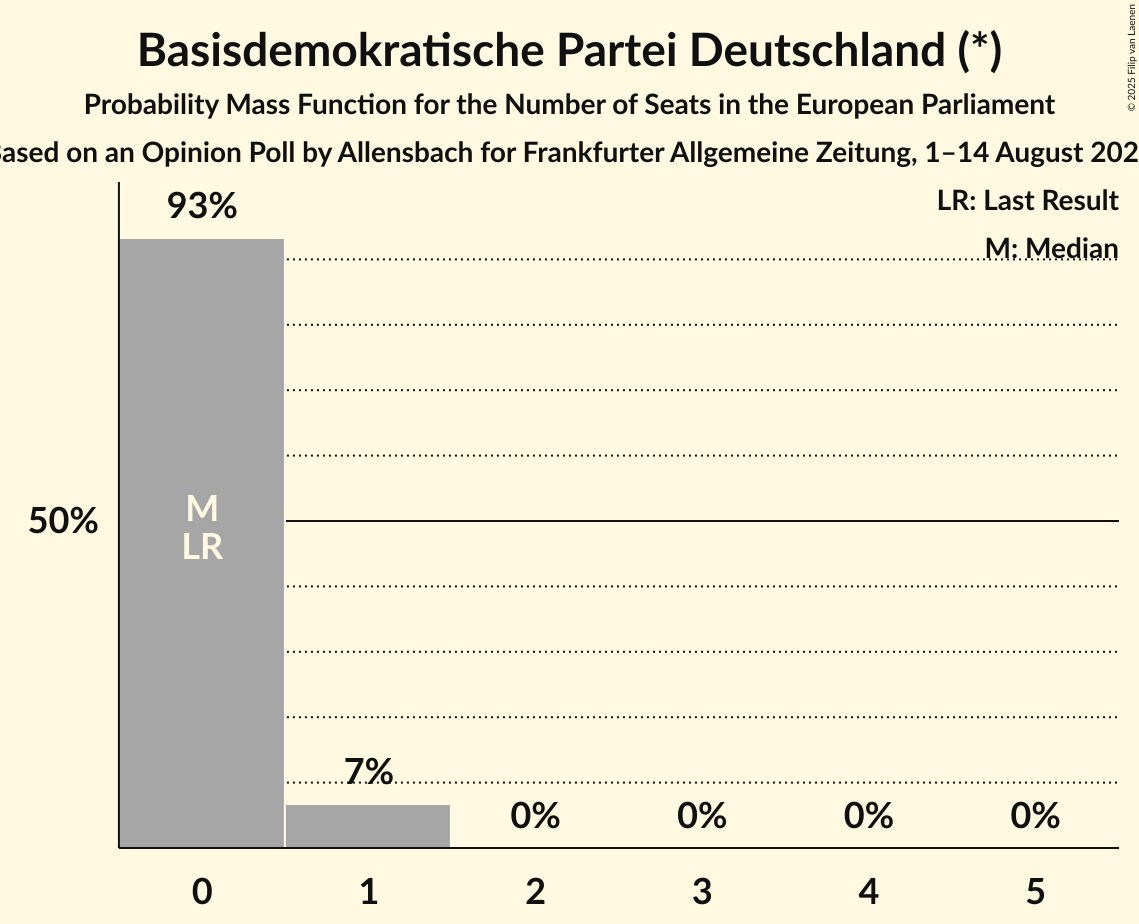 Basisdemokratische Partei Deutschland (*)
Probability Mass Function for the Number of Seats in the European Parliament
on an Opinion Poll by Allensbach for Frankfurter Allgemeine Zeitung, 1–14 August
© 2025 Filip van Laenen
LR: Last Result
M: Median
93%
50%
M
LR
7%
0%
0%
0%
0%
0
1
2
3
4
5